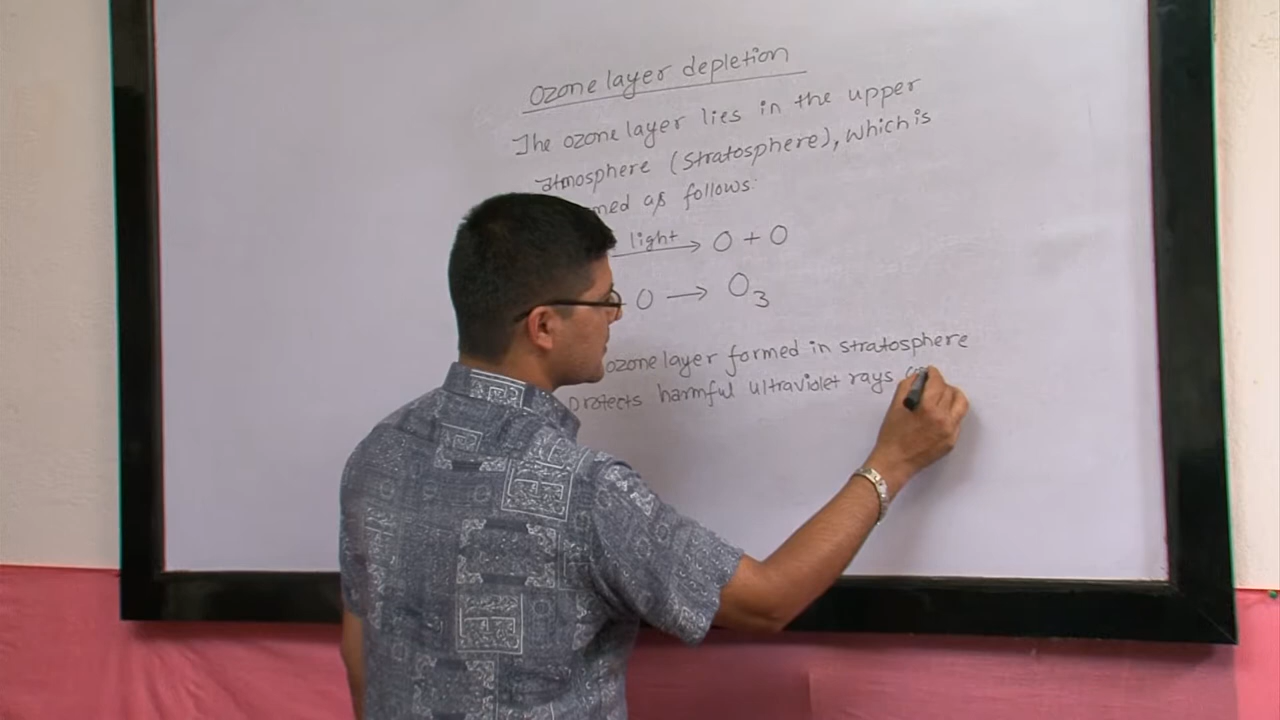 Ozone layer depletion
The ozone layer lies in the upper
atmosphere (stratosphere), which is
as follows:
light → O + O
O → O3
ozone layer formed in stratosphere
protects harmful ultraviolet rays